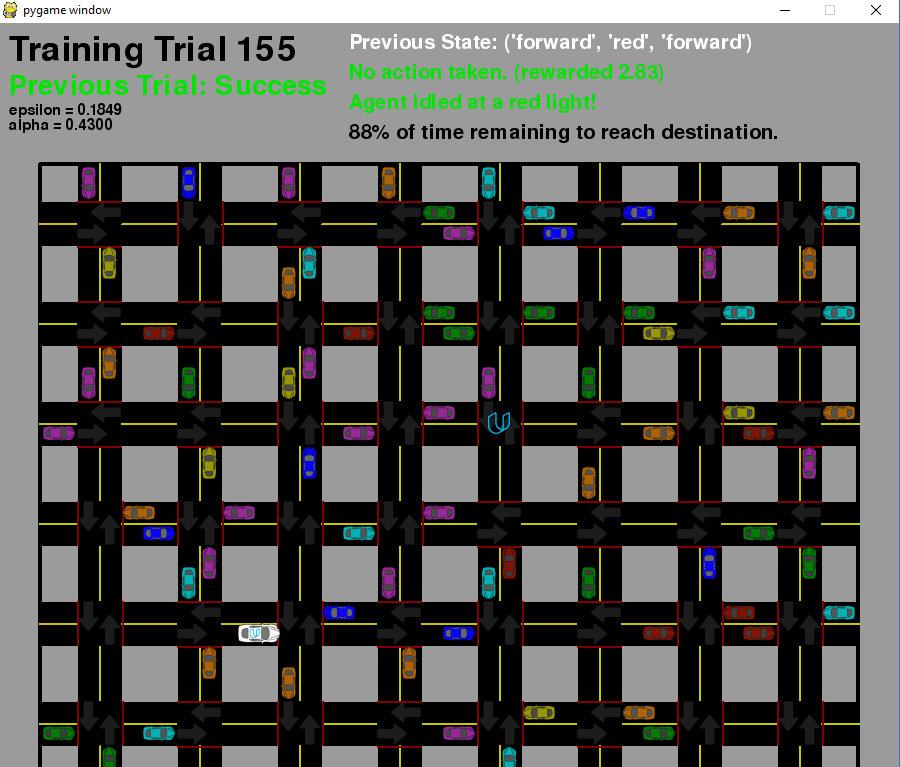 pygame window
Training Trial 155
Previous Trial: Success
epsilon = 0.1849
alpha = 0.4300
Previous State: ('forward', 'red', 'forward')
No action taken. (rewarded 2.83)
Agent idled at a red light!
88% of time remaining to reach destination.